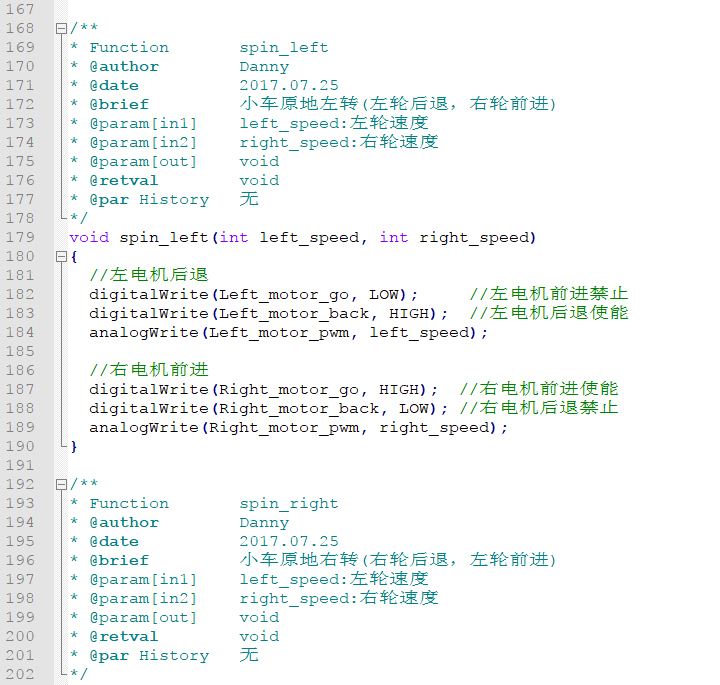 167
168 /**
169 * Function       spin_left
170 * @author        Danny
171 * @date          2017.07.25
172 * @brief         小车原地左转(左轮后退，右轮前进)
173 * @param[in1]    left_speed:左轮速度
174 * @param[in2]    right_speed:右轮速度
175 * @param[out]    void
176 * @retval        void
177 * @par History   无
178 */
179 void spin_left(int left_speed, int right_speed)
180 {
181   //左电机后退
182   digitalWrite(Left_motor_go, LOW);     //左电机前进禁止
183   digitalWrite(Left_motor_back, HIGH);  //左电机后退使能
184   analogWrite(Left_motor_pwm, left_speed);
185
186   //右电机前进
187   digitalWrite(Right_motor_go, HIGH);  //右电机前进使能
188   digitalWrite(Right_motor_back, LOW); //右电机后退禁止
189   analogWrite(Right_motor_pwm, right_speed);
190 }
191
192 /**
193 * Function       spin_right
194 * @author        Danny
195 * @date          2017.07.25
196 * @brief         小车原地右转(右轮后退，左轮前进)
197 * @param[in1]    left_speed:左轮速度
198 * @param[in2]    right_speed:右轮速度
199 * @param[out]    void
200 * @retval        void
201 * @par History   无
202 */